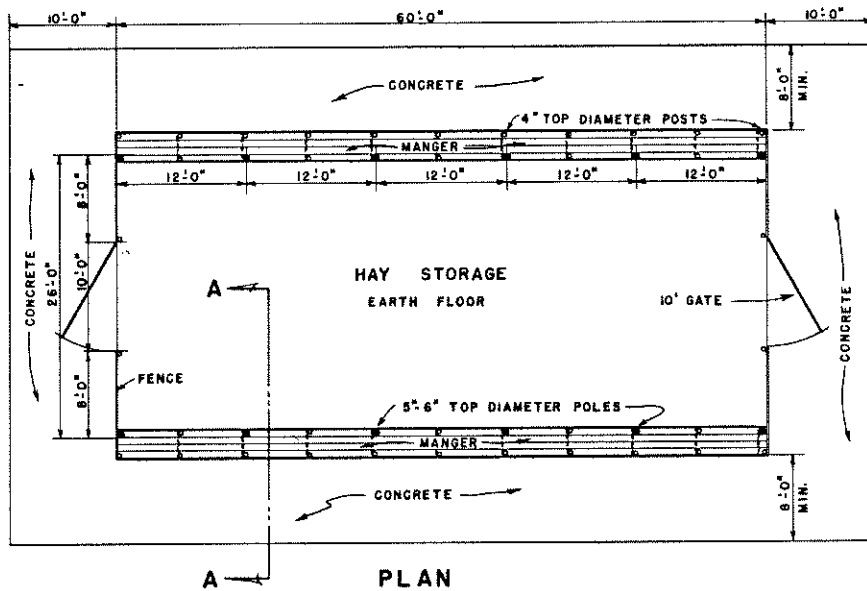 10'-0" 60'-0" 10'-0"
CONCRETE
8'-0" MIN.
4" TOP DIAMETER POSTS
MANGER
12'-0" 12'-0" 12'-0" 12'-0" 12'-0"
CONCRETE
26'-0"
8'-0"
10'-0"
8'-0"
HAY STORAGE
EARTH FLOOR
A
10' GATE
CONCRETE
FENCE
5"-6" TOP DIAMETER POLES
MANGER
CONCRETE
8'-0" MIN.
A
PLAN